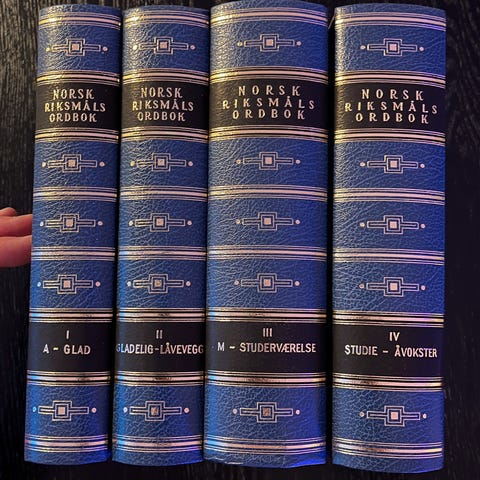 NORSK
RIKSMÅLS
ORDBOK
I
A - GLAD
NORSK
RIKSMÅLS
ORDBOK
II
GLADELIG-LÅVEVEGG
NORSK
RIKSMÅLS
ORDBOK
III
M - STUDERVÆRELSE
NORSK
RIKSMÅLS
ORDBOK
IV
STUDIE - ÅVOKSTER